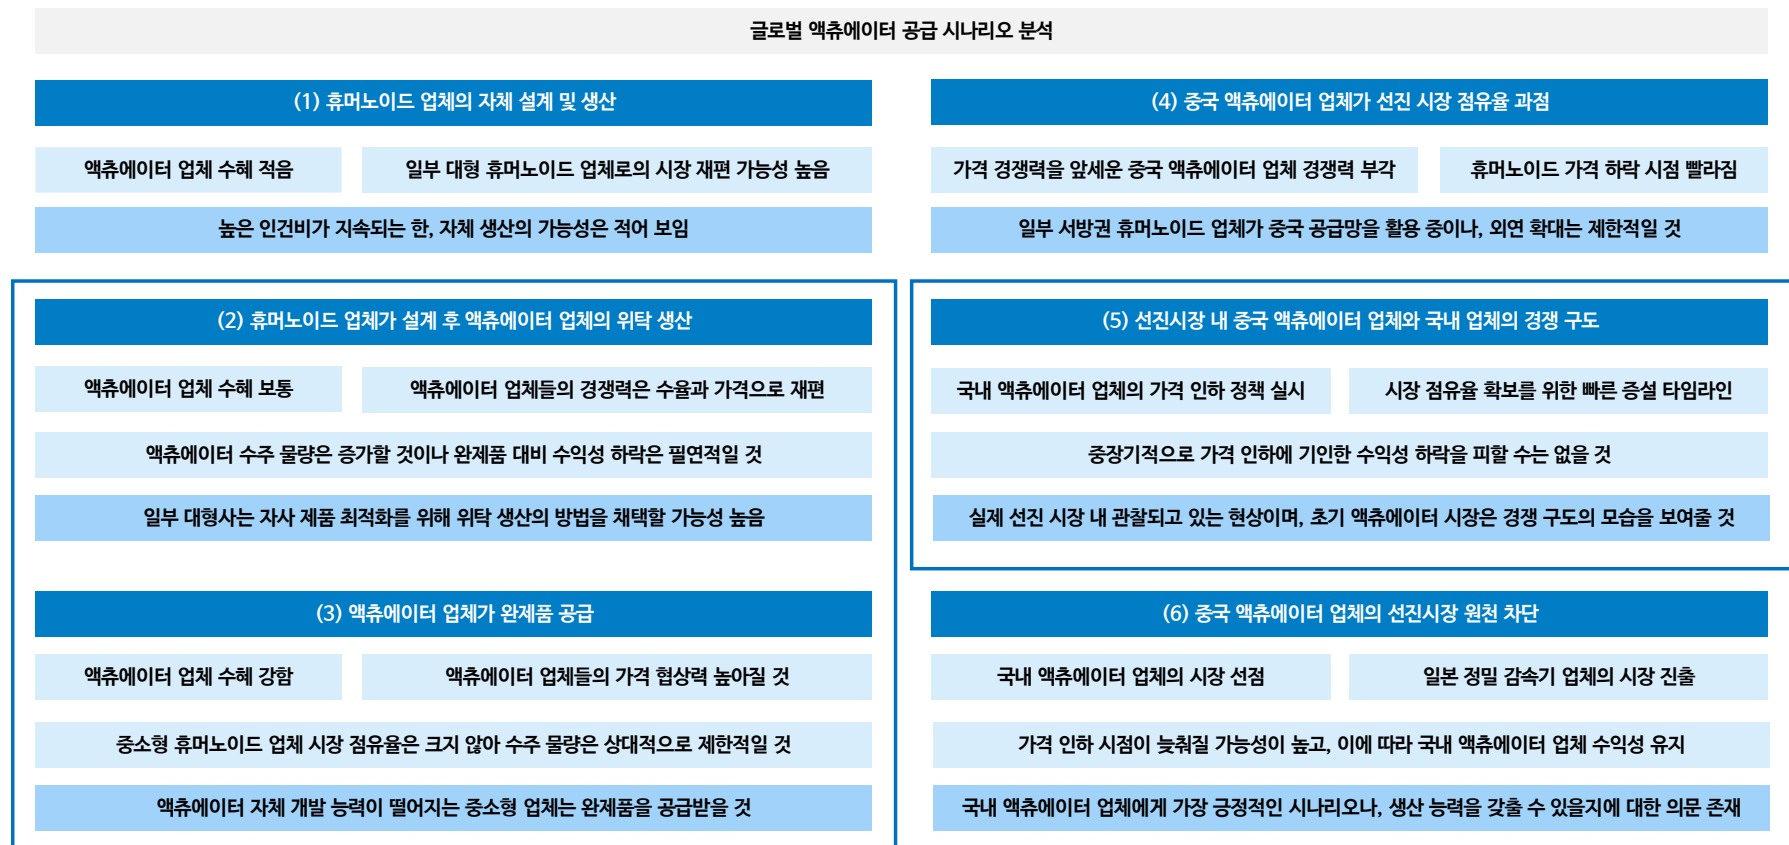 글로벌 액츄에이터 공급 시나리오 분석
(1) 휴머노이드 업체의 자체 설계 및 생산
액츄에이터 업체 수혜 적음
일부 대형 휴머노이드 업체로의 시장 재편 가능성 높음
높은 인건비가 지속되는 한, 자체 생산의 가능성은 적어 보임
(2) 휴머노이드 업체가 설계 후 액츄에이터 업체의 위탁 생산
액츄에이터 업체 수혜 보통
액츄에이터 업체들의 경쟁력은 수율과 가격으로 재편
액츄에이터 수주 물량은 증가할 것이나 완제품 대비 수익성 하락은 필연적일 것
일부 대형사는 자사 제품 최적화를 위해 위탁 생산의 방법을 채택할 가능성 높음
(3) 액츄에이터 업체가 완제품 공급
액츄에이터 업체 수혜 강함
액츄에이터 업체들의 가격 협상력 높아질 것
중소형 휴머노이드 업체 시장 점유율은 크지 않아 수주 물량은 상대적으로 제한적일 것
액츄에이터 자체 개발 능력이 떨어지는 중소형 업체는 완제품을 공급받을 것
(4) 중국 액츄에이터 업체가 선진 시장 점유율 과점
가격 경쟁력을 앞세운 중국 액츄에이터 업체 경쟁력 부각
휴머노이드 가격 하락 시점 빨라짐
일부 서방권 휴머노이드 업체가 중국 공급망을 활용 중이나, 외연 확대는 제한적일 것
(5) 선진시장 내 중국 액츄에이터 업체와 국내 업체의 경쟁 구도
국내 액츄에이터 업체의 가격 인하 정책 실시
시장 점유율 확보를 위한 빠른 증설 타임라인
중장기적으로 가격 인하에 기인한 수익성 하락을 피할 수는 없을 것
실제 선진 시장 내 관찰되고 있는 현상이며, 초기 액츄에이터 시장은 경쟁 구도의 모습을 보여줄 것
(6) 중국 액츄에이터 업체의 선진시장 원천 차단
국내 액츄에이터 업체의 시장 선점
일본 정밀 감속기 업체의 시장 진출
가격 인하 시점이 늦춰질 가능성이 높고, 이에 따라 국내 액츄에이터 업체 수익성 유지
국내 액츄에이터 업체에게 가장 긍정적인 시나리오나, 생산 능력을 갖출 수 있을지에 대한 의문 존재